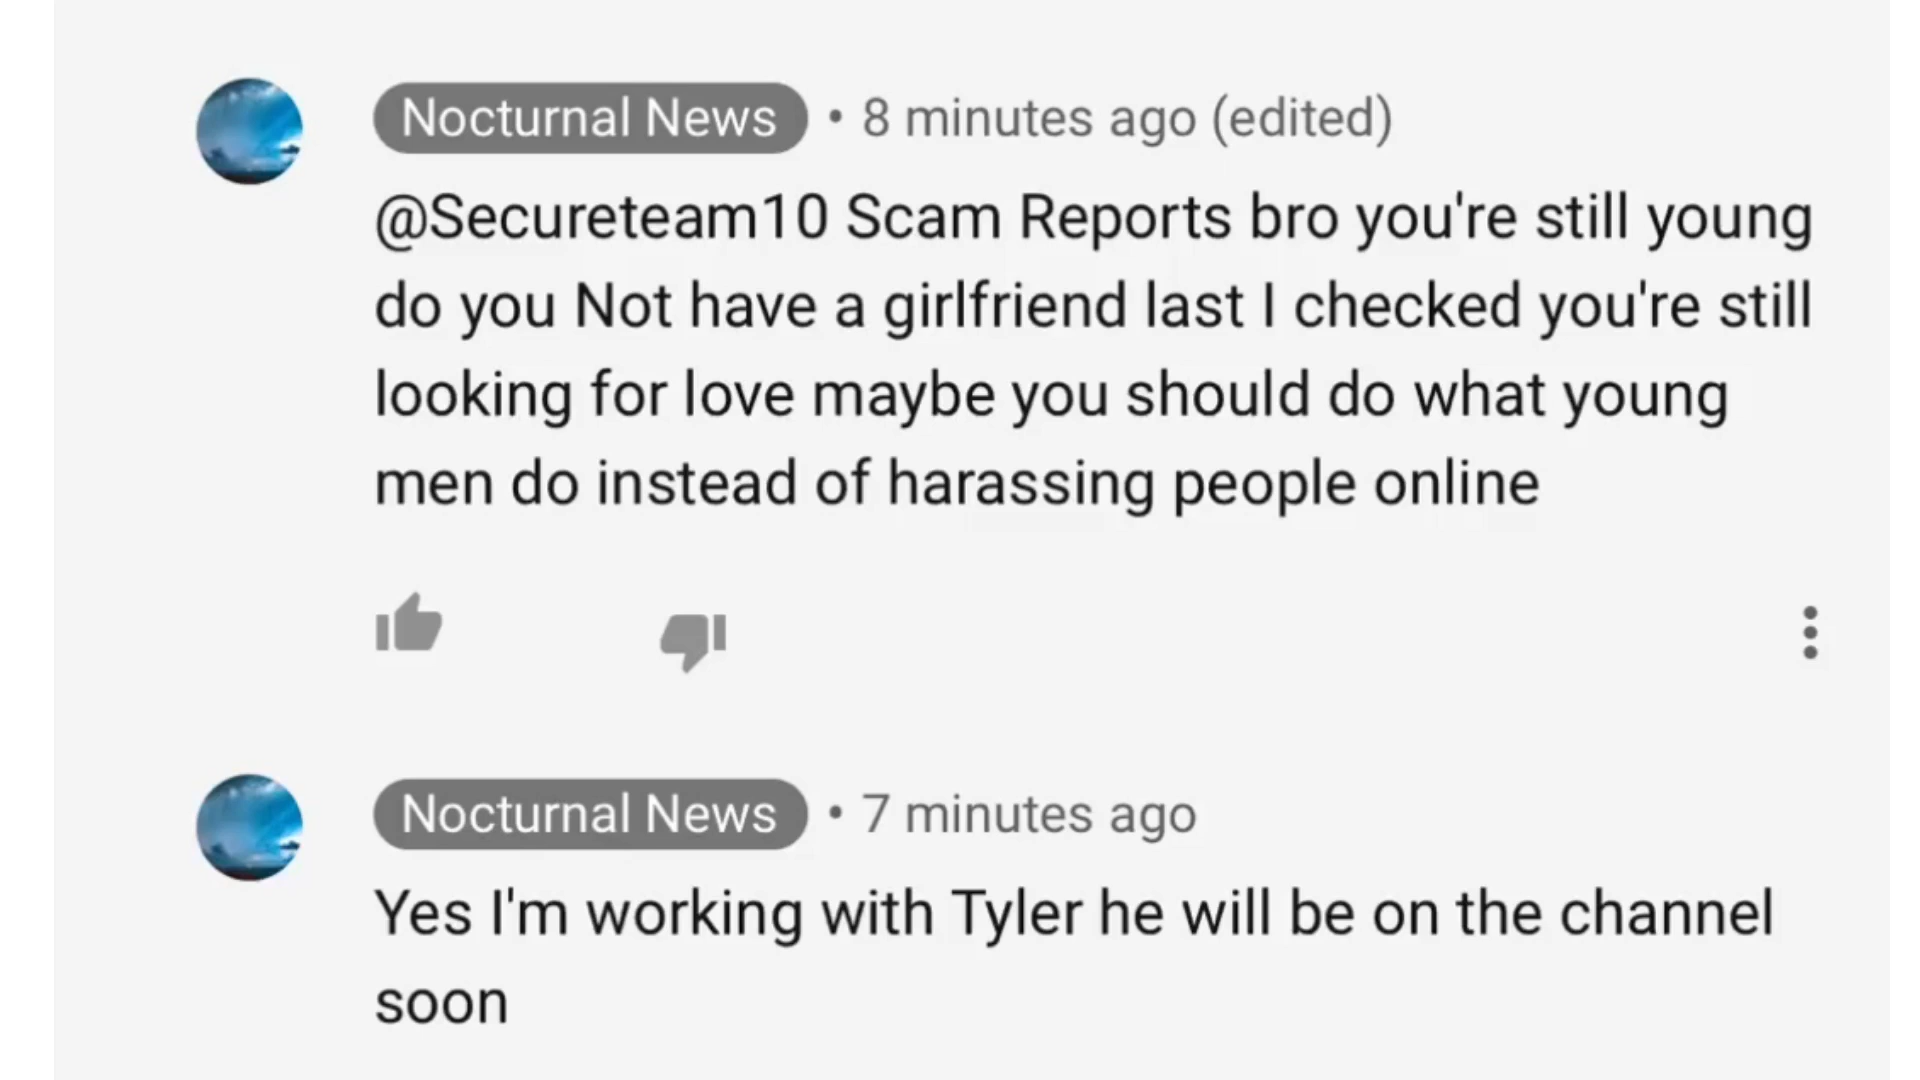 Nocturnal News • 8 minutes ago (edited)
@Secureteam10 Scam Reports bro you're still young
do you Not have a girlfriend last I checked you're still
looking for love maybe you should do what young
men do instead of harassing people online
Nocturnal News • 7 minutes ago
Yes I'm working with Tyler he will be on the channel
soon